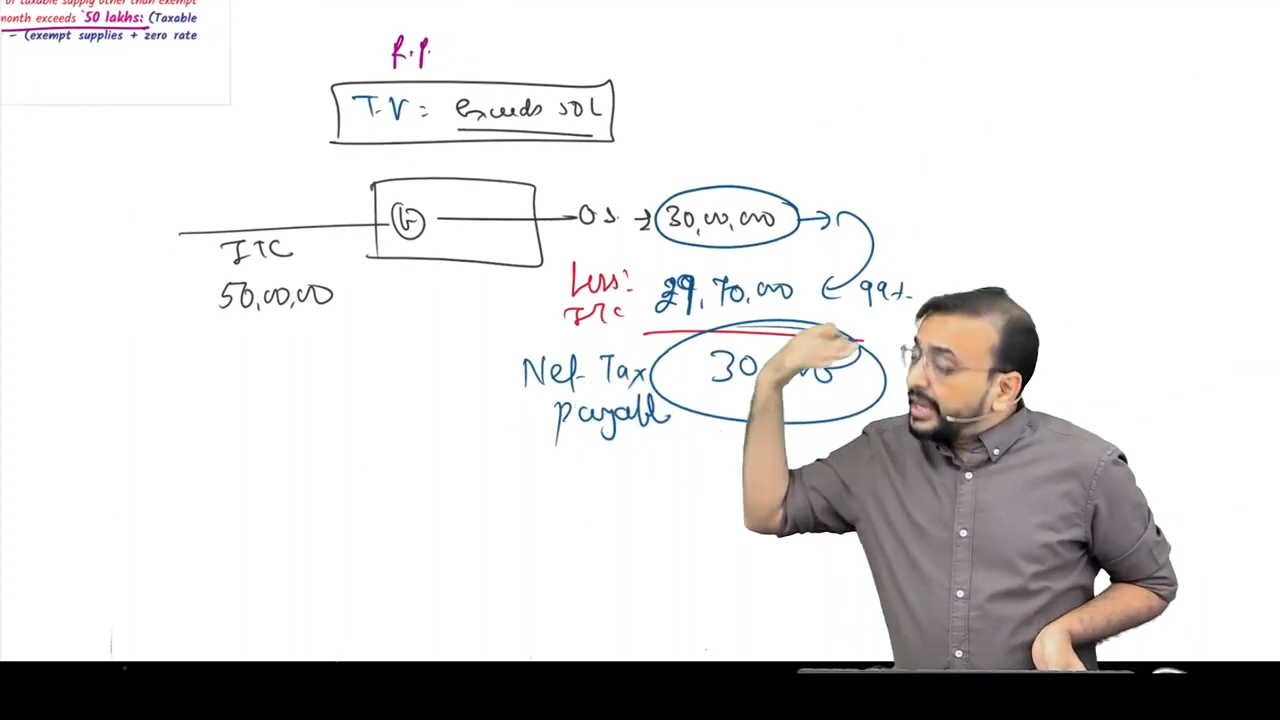 of taxable supply other than exempt
month exceeds `50 lakhs: (Taxable
- (exempt supplies + zero rate
R.P.
T-V = exceeds 50L
O S → 30,00,000
ITC
50,00,00
Less: 29,70,000 99%
ITC
Net Tax 30
payable